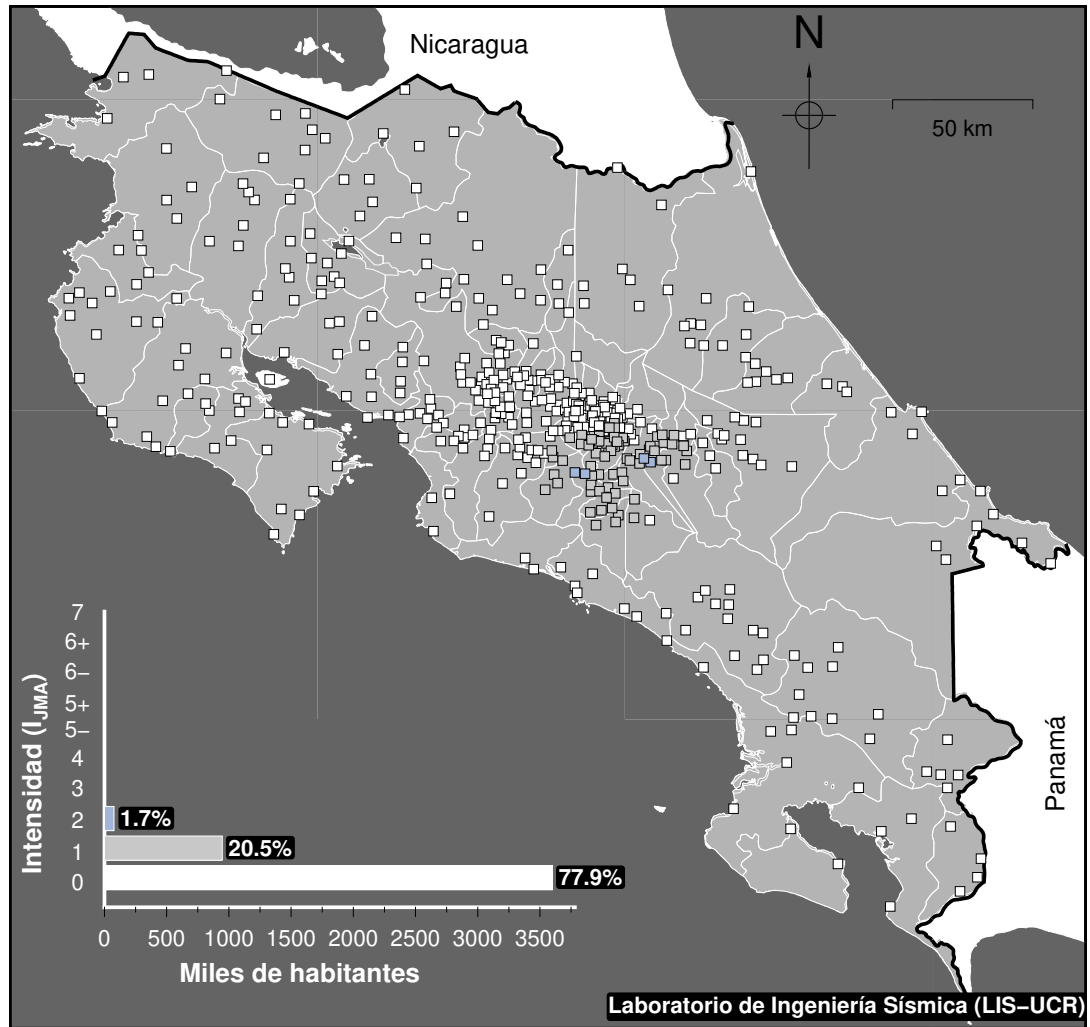 Nicaragua
N
50 km
Panamá
Intensidad (I_JMA)
7
6+
6−
5+
5−
4
3
2
1
0
1.7%
20.5%
77.9%
0 500 1000 1500 2000 2500 3000 3500
Miles de habitantes
Laboratorio de Ingeniería Sísmica (LIS−UCR)